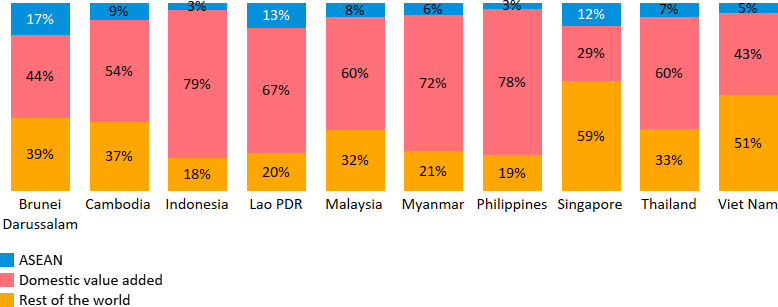 17% 9% 3% 13% 8% 6% 3% 12% 7% 5%
44% 54% 79% 67% 60% 72% 78% 29% 60% 43%
39% 37% 18% 20% 32% 21% 19% 59% 33% 51%
Brunei Darussalam
Cambodia
Indonesia
Lao PDR
Malaysia
Myanmar
Philippines
Singapore
Thailand
Viet Nam
ASEAN
Domestic value added
Rest of the world